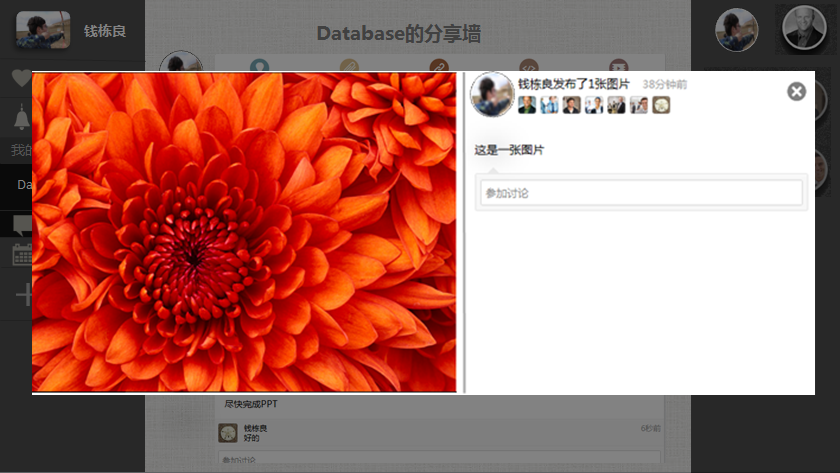 钱栋良
Database的分享墙
我的
Da
钱栋良发布了1张图片 38分钟前
这是一张图片
参加讨论
尽快完成PPT
钱栋良 6秒前
好的
参加讨论